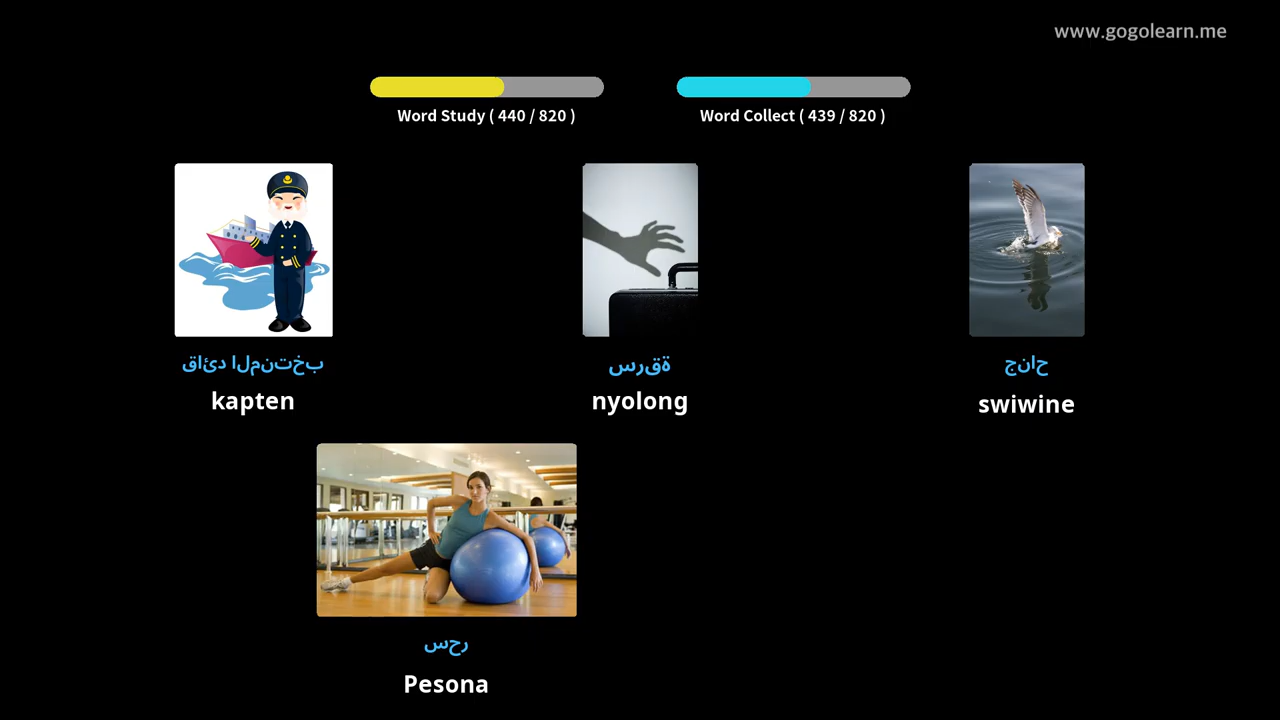 www.gogolearn.me
Word Study ( 440 / 820 )
Word Collect ( 439 / 820 )
قائد المنتخب
kapten
سرقة
nyolong
جناح
swiwine
سحر
Pesona